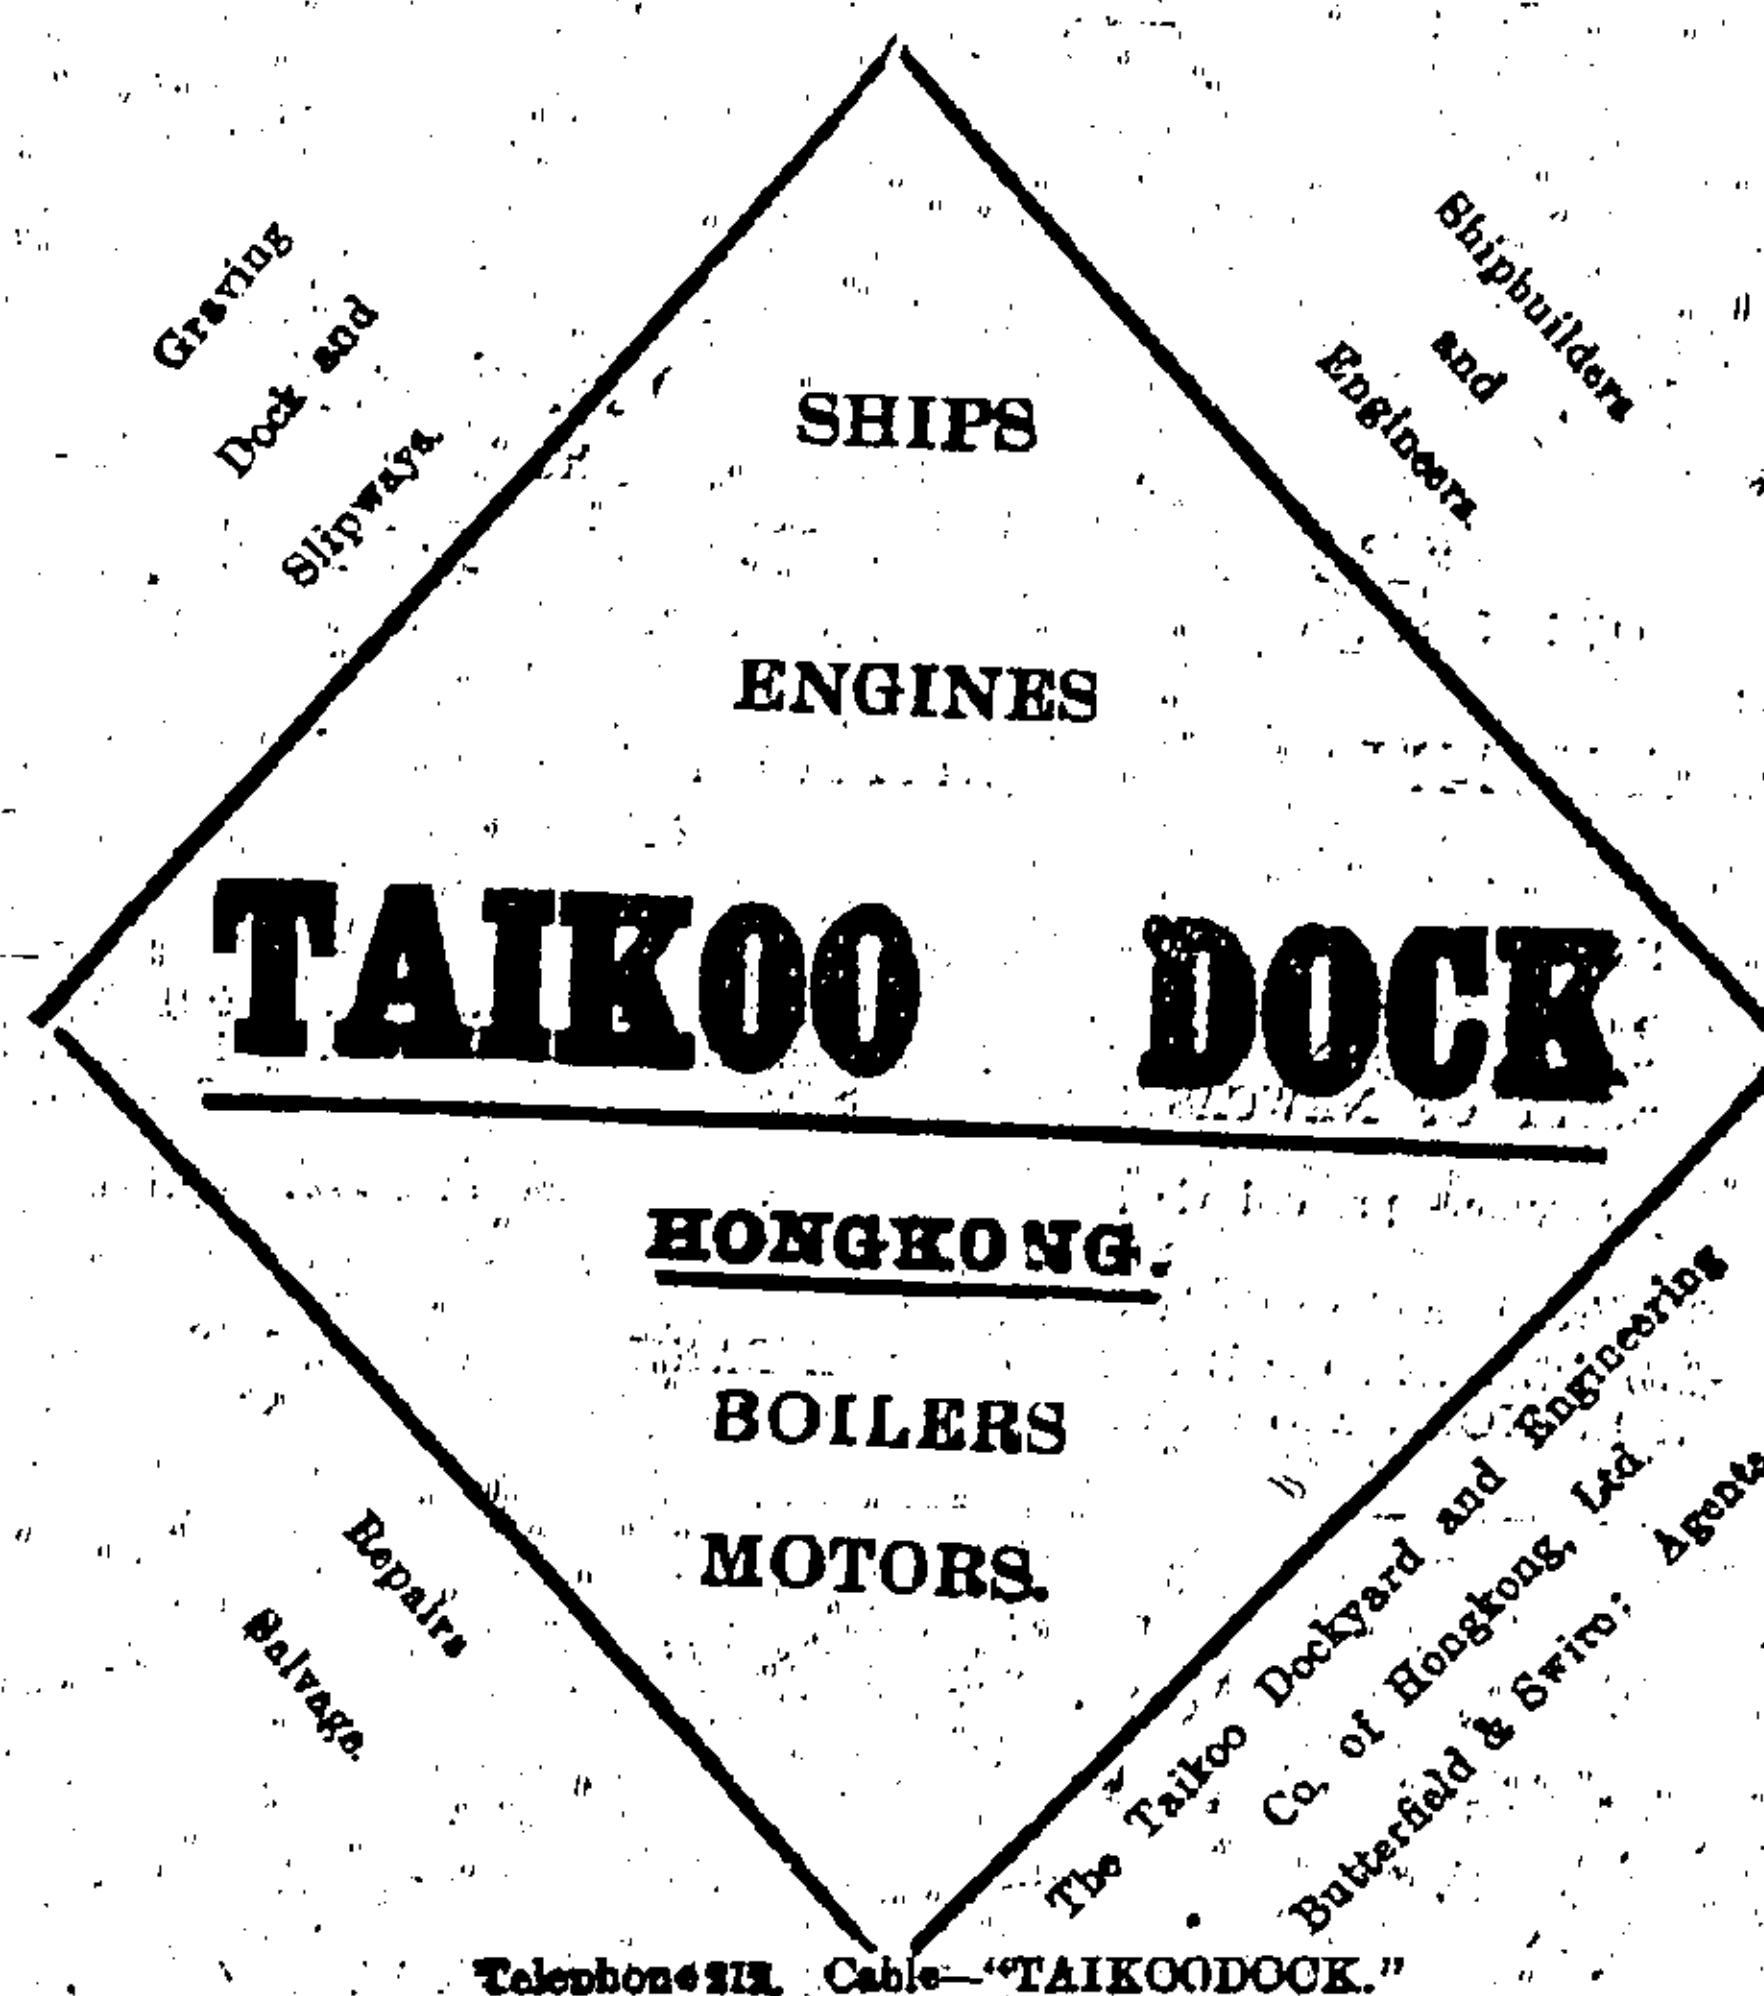 Graving
Dock and
Slipways
Shipbuilders
and
Engineers.
SHIPS
ENGINES
TAIKOO DOCK
HONGKONG.
BOILERS
MOTORS.
Repairs
Salvage.
The Taikoo Dockyard and Engineering
Co. of Hongkong, Ltd.
Butterfield & Swire; Agents
Telephone Cable—"TAIKOODOCK."